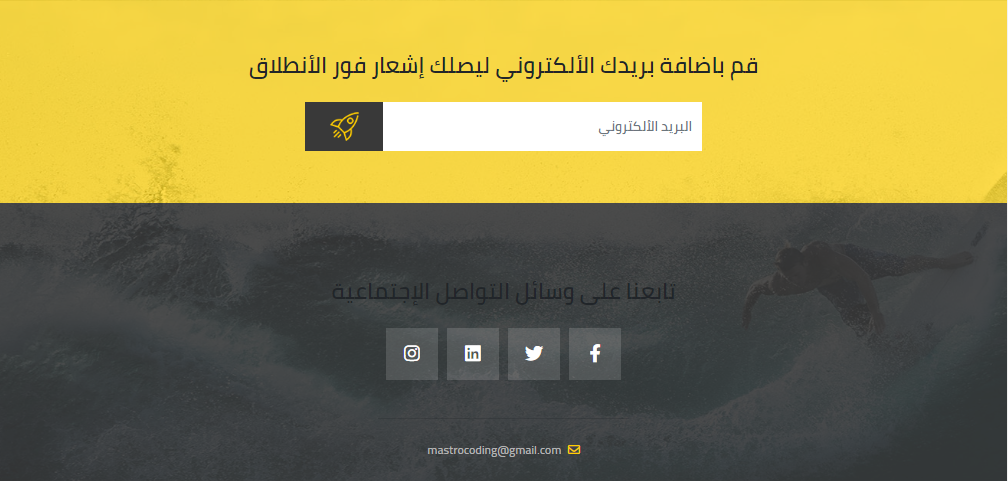 قم باضافة بريدك الألكتروني ليصلك إشعار فور الأنطلاق
البريد الألكتروني
تابعنا على وسائل التواصل الإجتماعية
mastrocoding@gmail.com